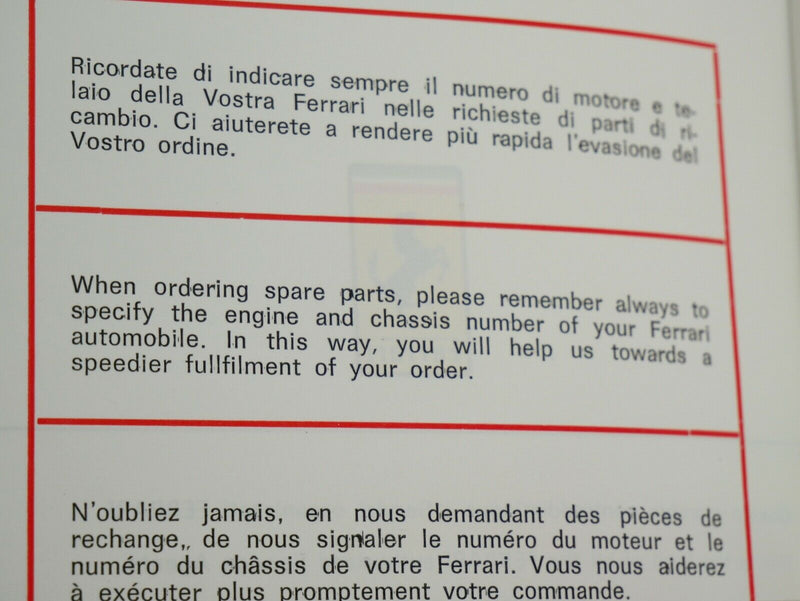 Ricordate di indicare sempre il numero di motore e te-
laio della Vostra Ferrari nelle richieste di parti di ri-
cambio. Ci aiuterete a rendere più rapida l'evasione del
Vostro ordine.
When ordering spare parts, please remember always to
specify the engine and chassis number of your Ferrari
automobile. In this way, you will help us towards a
speedier fullfilment of your order.
N'oubliez jamais, en nous demandant des pièces de
rechange,, de nous signaler le numéro du moteur et le
numéro du châssis de votre Ferrari. Vous nous aiderez
à exécuter plus promptement votre commande.